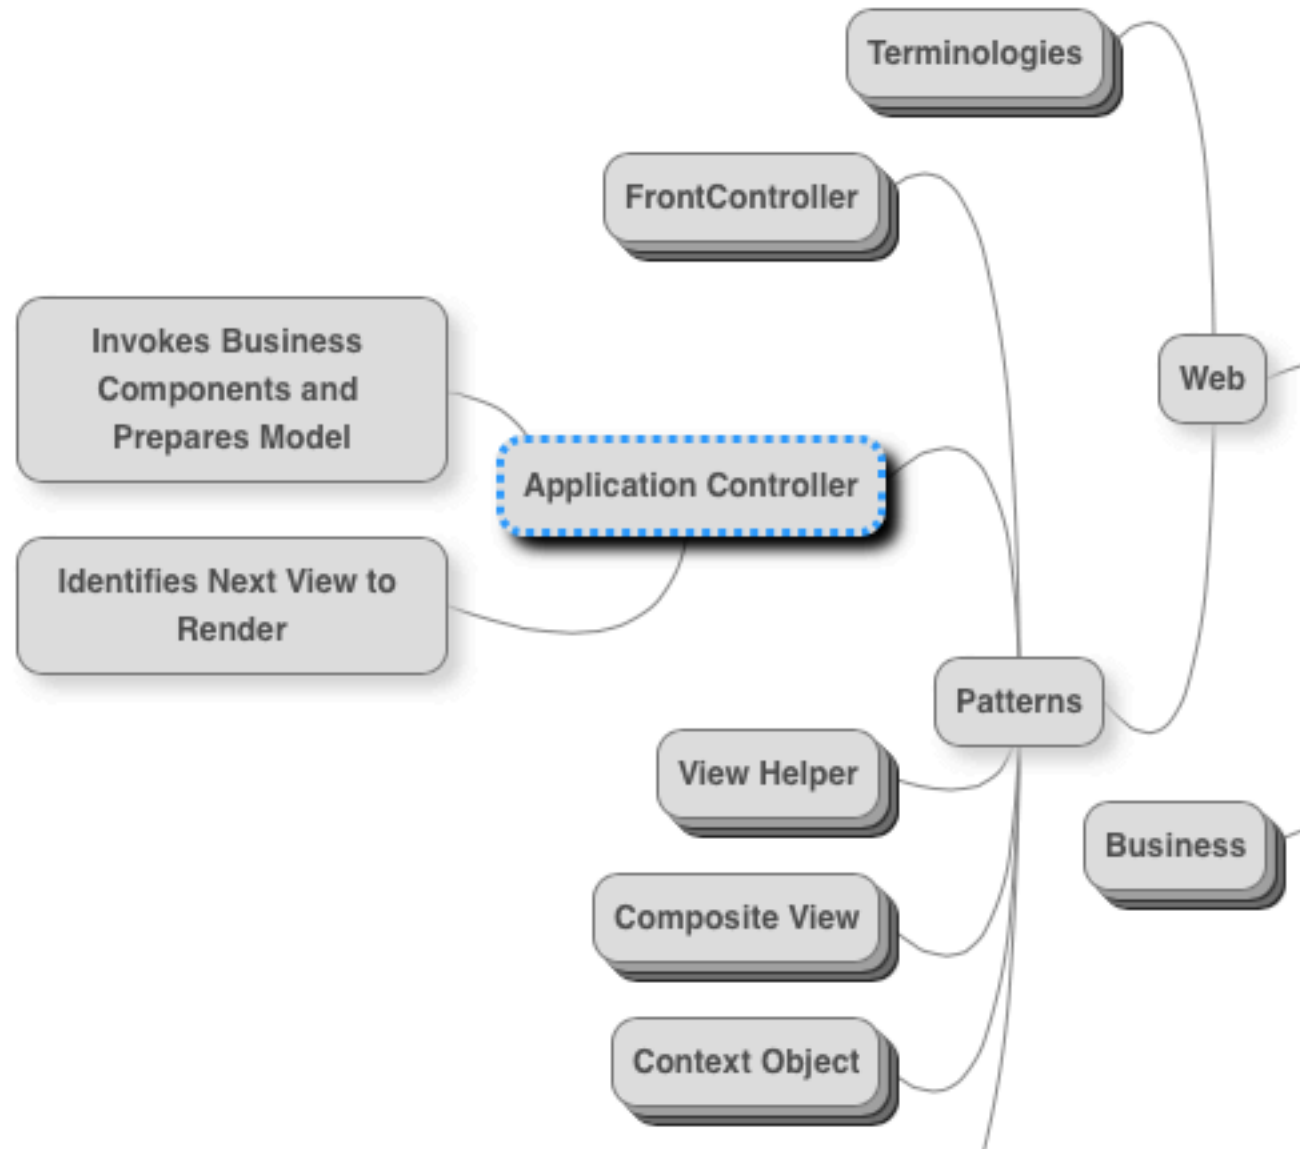 Terminologies
FrontController
Invokes Business
Components and
Prepares Model
Web
Application Controller
Identifies Next View to
Render
Patterns
View Helper
Business
Composite View
Context Object